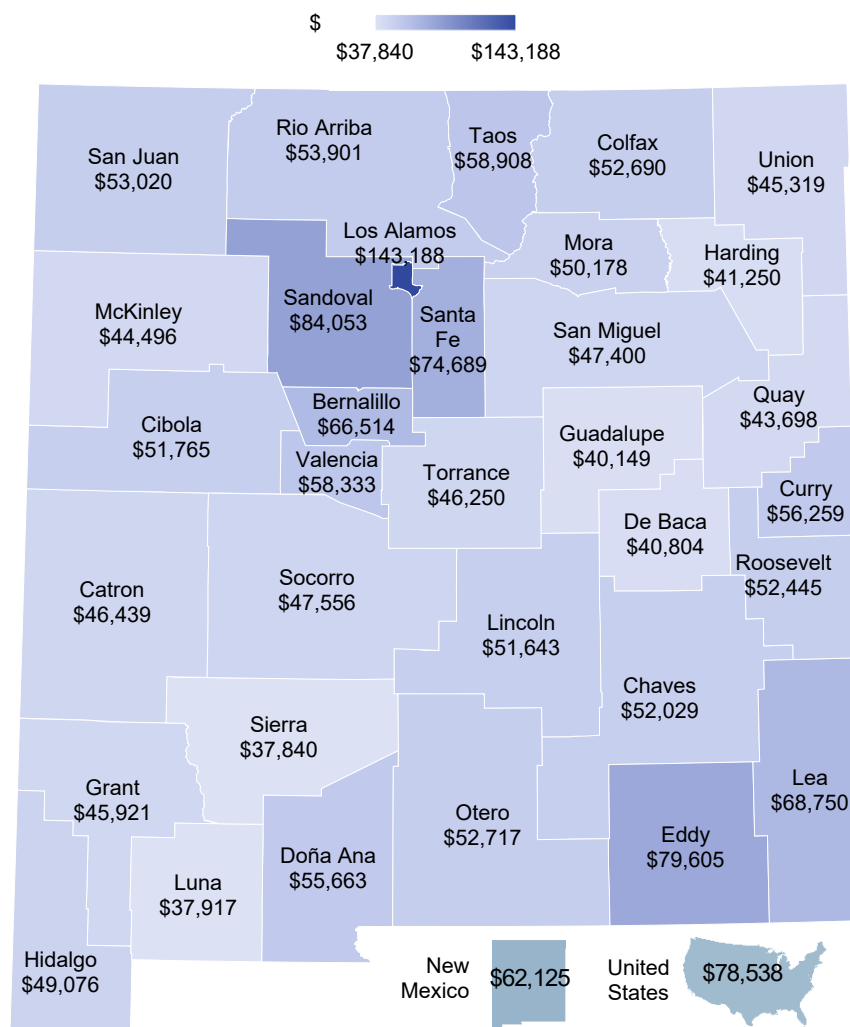 $
$37,840
$143,188
San Juan
$53,020
Rio Arriba
$53,901
Taos
$58,908
Colfax
$52,690
Union
$45,319
Los Alamos
$143,188
Mora
$50,178
Harding
$41,250
McKinley
$44,496
Sandoval
$84,053
Santa
Fe
$74,689
San Miguel
$47,400
Quay
$43,698
Cibola
$51,765
Bernalillo
$66,514
Guadalupe
$40,149
Valencia
$58,333
Torrance
$46,250
Curry
$56,259
De Baca
$40,804
Roosevelt
$52,445
Catron
$46,439
Socorro
$47,556
Lincoln
$51,643
Chaves
$52,029
Sierra
$37,840
Grant
$45,921
Lea
$68,750
Otero
$52,717
Eddy
$79,605
Doña Ana
$55,663
Luna
$37,917
Hidalgo
$49,076
New
Mexico
$62,125
United
States
$78,538